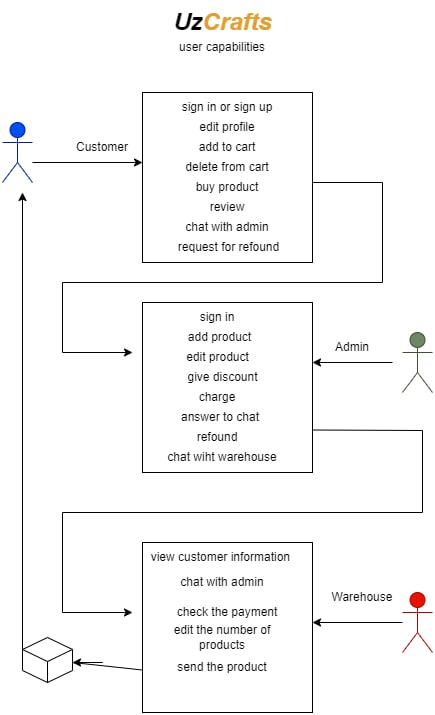 UzCrafts
user capabilities
Customer
sign in or sign up
edit profile
add to cart
delete from cart
buy product
review
chat with admin
request for refound
Admin
sign in
add product
edit product
give discount
charge
answer to chat
refound
chat wiht warehouse
Warehouse
view customer information
chat with admin
check the payment
edit the number of
products
send the product